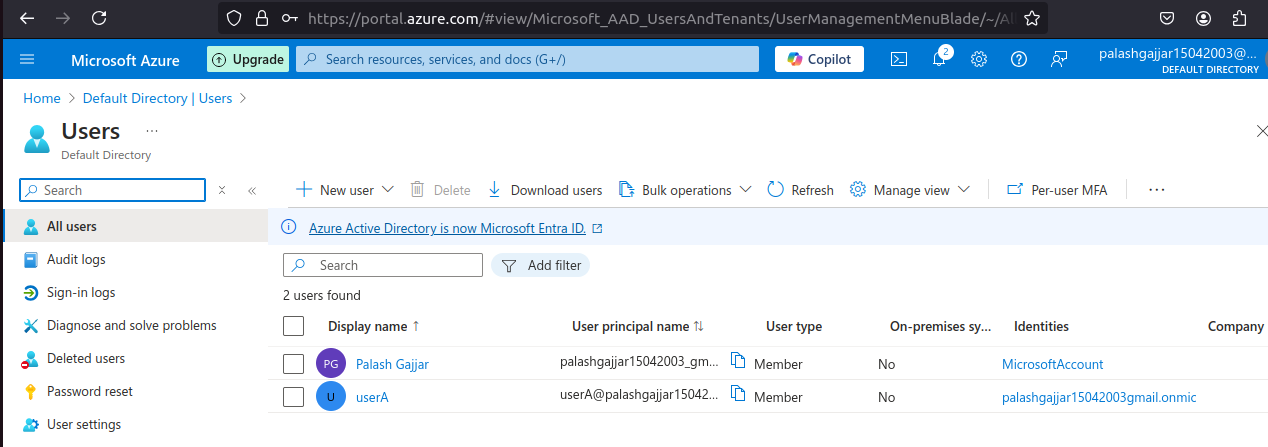 https://portal.azure.com/#view/Microsoft_AAD_UsersAndTenants/UserManagementMenuBlade/~/Al
Microsoft Azure Upgrade Search resources, services, and docs (G+/) Copilot 2 palashgajjar15042003@...
DEFAULT DIRECTORY
Home > Default Directory | Users >
Users ...
Default Directory
Search
New user Delete Download users Bulk operations Refresh Manage view Per-user MFA ...
All users
Audit logs
Sign-in logs
Diagnose and solve problems
Deleted users
Password reset
User settings
Azure Active Directory is now Microsoft Entra ID.
Search Add filter
2 users found
Display name ↑ User principal name ↑↓ User type On-premises sy... Identities Company
PG Palash Gajjar palashgajjar15042003_gm... Member No MicrosoftAccount
U userA userA@palashgajjar15042... Member No palashgajjar15042003gmail.onmic